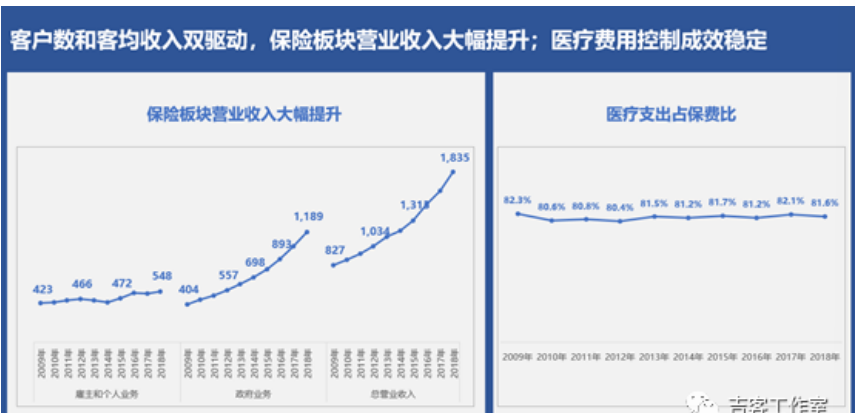 客户数和客均收入双驱动，保险板块营业收入大幅提升；医疗费用控制成效稳定
保险板块营业收入大幅提升
423
466
472
548
404
557
698
893
1,189
827
1,034
1,315
1,835
2009年 2010年 2011年 2012年 2013年 2014年 2015年 2016年 2017年 2018年
2009年 2010年 2011年 2012年 2013年 2014年 2015年 2016年 2017年 2018年
2009年 2010年 2011年 2012年 2013年 2014年 2015年 2016年 2017年 2018年
雇主和个人业务 政府业务 总营业收入
医疗支出占保费比
82.3% 80.6% 80.8% 80.4% 81.5% 81.2% 81.7% 81.2% 82.1% 81.6%
2009年 2010年 2011年 2012年 2013年 2014年 2015年 2016年 2017年 2018年
吉客工作室